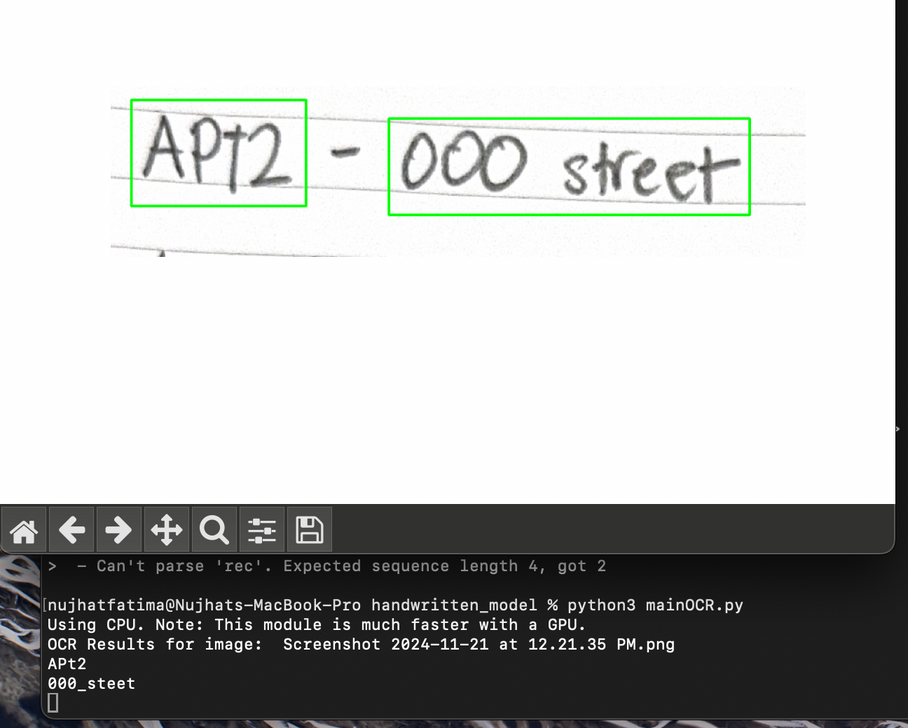 APt2 - 000 street
> - Can't parse 'rec'. Expected sequence length 4, got 2
[nujhatfatima@Nujhats-MacBook-Pro handwritten_model % python3 mainOCR.py
Using CPU. Note: This module is much faster with a GPU.
OCR Results for image:  Screenshot 2024-11-21 at 12.21.35 PM.png
APt2
000_steet